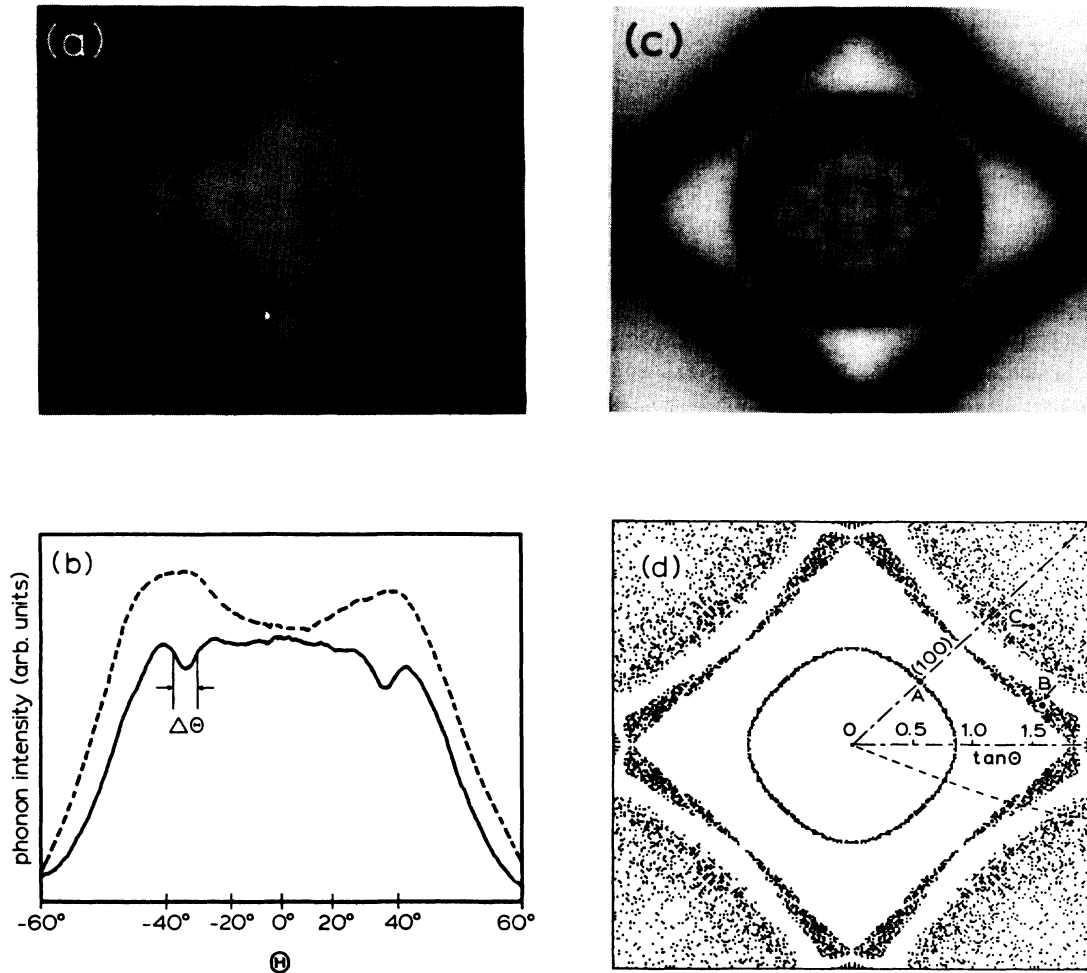 (a)
(c)
(b)
phonon intensity (arb. units)
ΔΘ
-60° -40° -20° 0° 20° 40° 60°
Θ
(d)
C
(100)
B
A
0 0.5 1.0 1.5
tanΘ